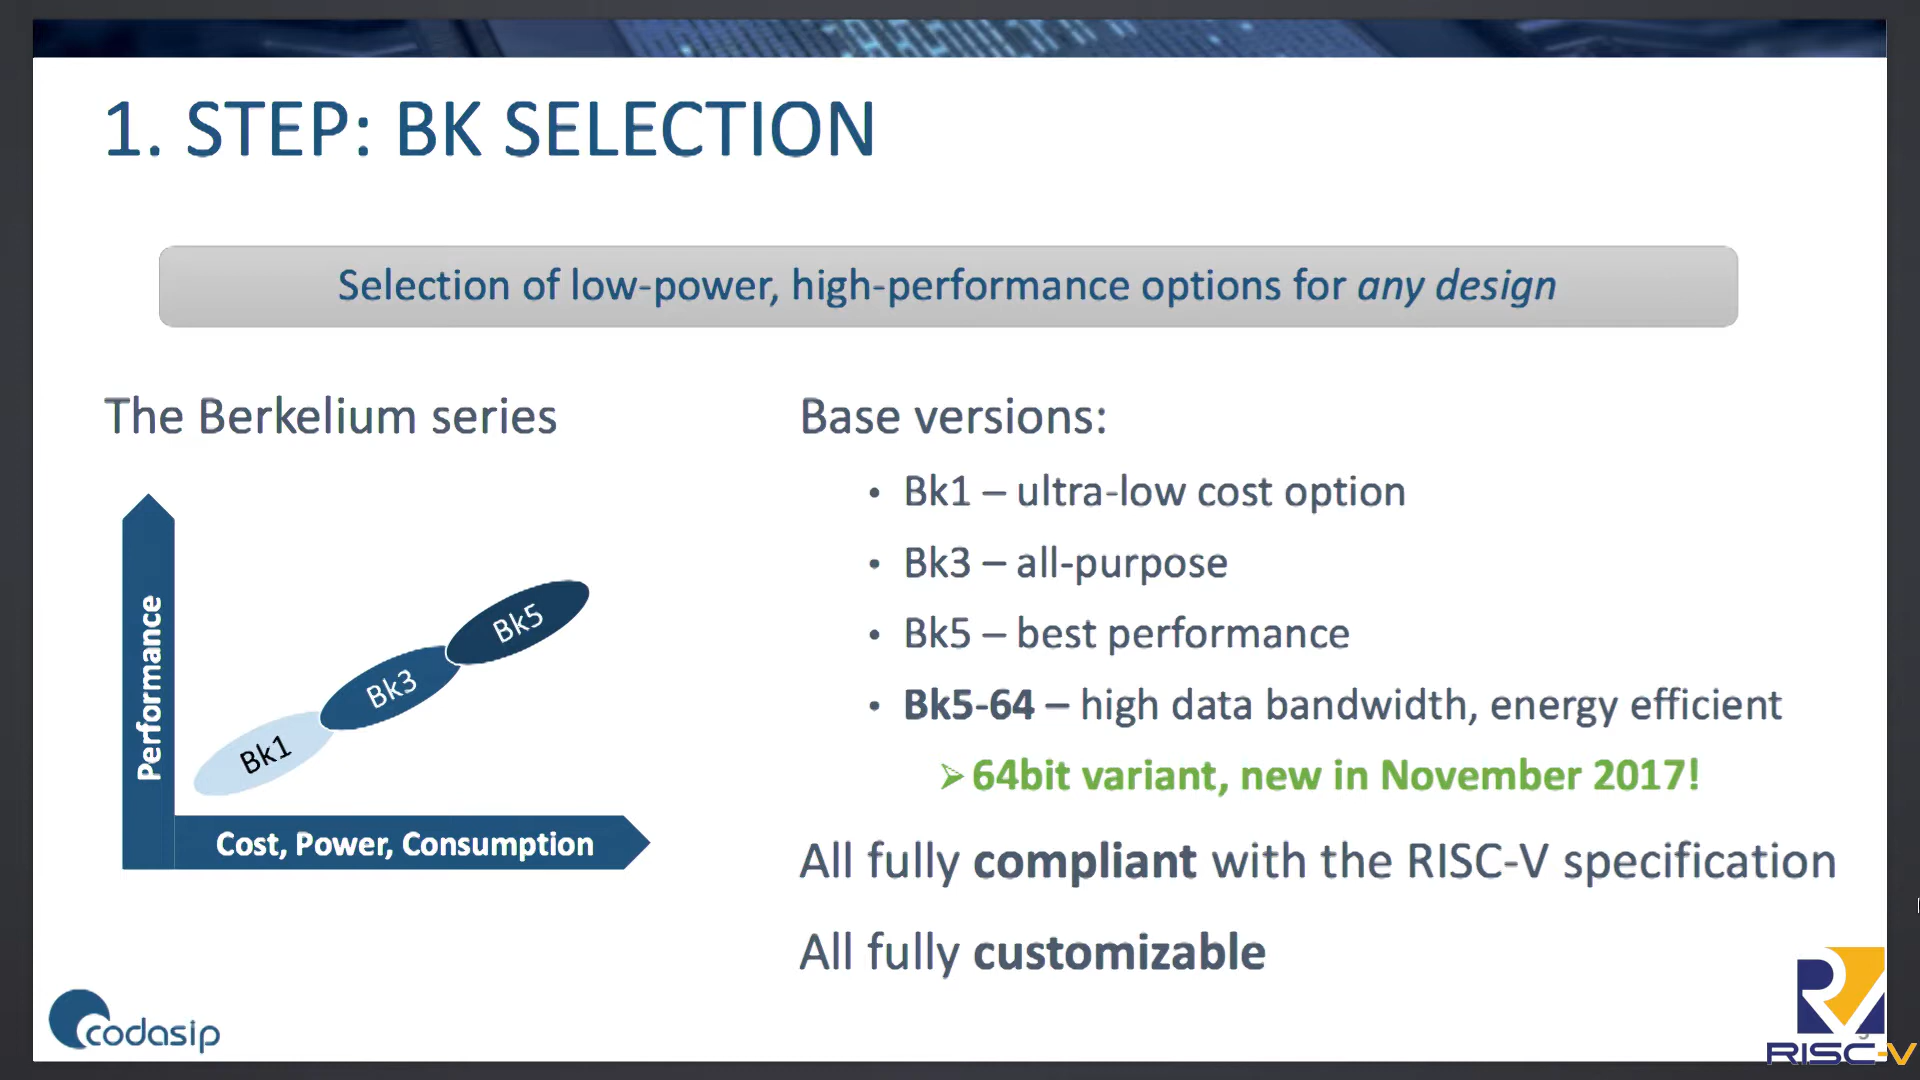 1. STEP: BK SELECTION
Selection of low-power, high-performance options for any design
The Berkelium series
Performance
Bk1
Bk3
Bk5
Cost, Power, Consumption
Base versions:
• Bk1 – ultra-low cost option
• Bk3 – all-purpose
• Bk5 – best performance
• Bk5-64 – high data bandwidth, energy efficient
➢ 64bit variant, new in November 2017!
All fully compliant with the RISC-V specification
All fully customizable
codasip
RISC-V